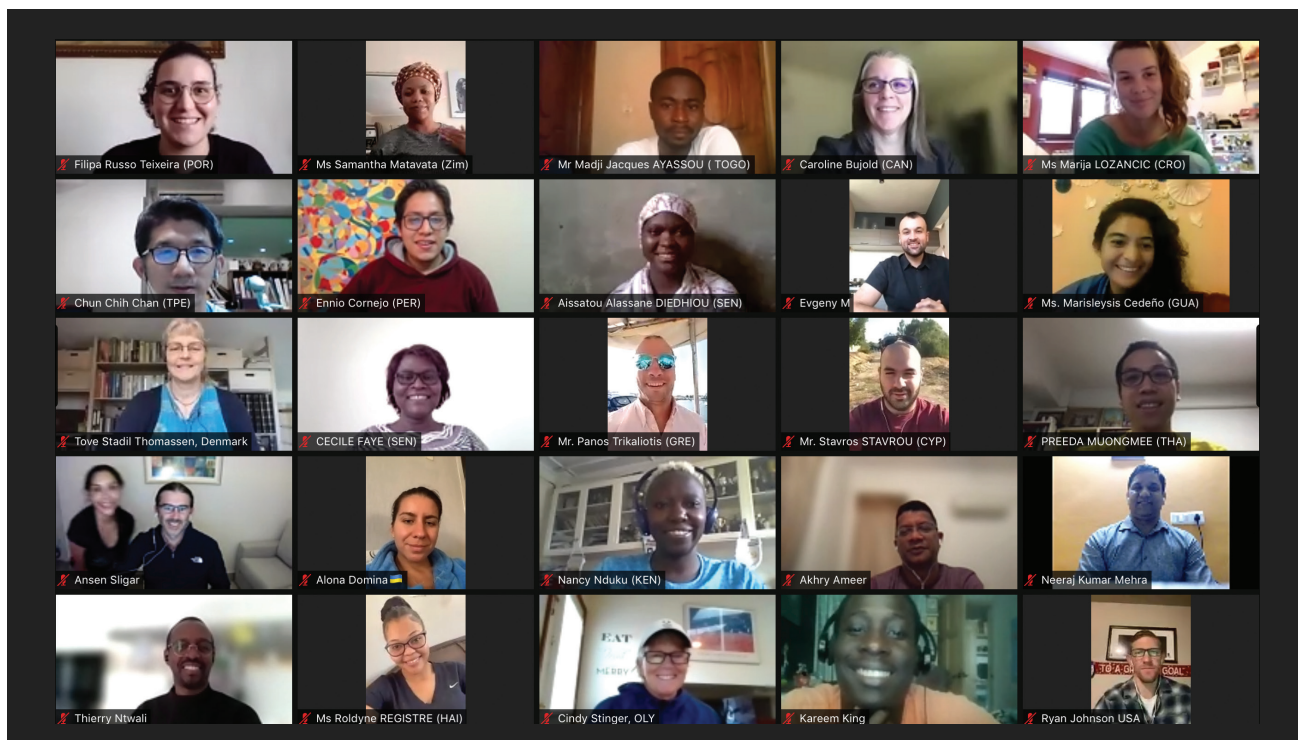 Filipa Russo Teixeira (POR)
Ms Samantha Matavata (Zim)
Mr Madji Jacques AYASSOU ( TOGO)
Caroline Bujold (CAN)
Ms Marija LOZANCIC (CRO)
Chun Chih Chan (TPE)
Ennio Cornejo (PER)
Aissatou Alassane DIEDHIOU (SEN)
Evgeny M
Ms. Marisleysis Cedeño (GUA)
Tove Stadil Thomassen, Denmark
CECILE FAYE (SEN)
Mr. Panos Trikaliotis (GRE)
Mr. Stavros STAVROU (CYP)
PREEDA MUONGMEE (THA)
Ansen Sligar
Alona Domina
Nancy Nduku (KEN)
Akhry Ameer
Neeraj Kumar Mehra
EAT
MERRY
TO-A-G
GOAL
Thierry Ntwali
Ms Roldyne REGISTRE (HAI)
Cindy Stinger, OLY
Kareem King
Ryan Johnson USA